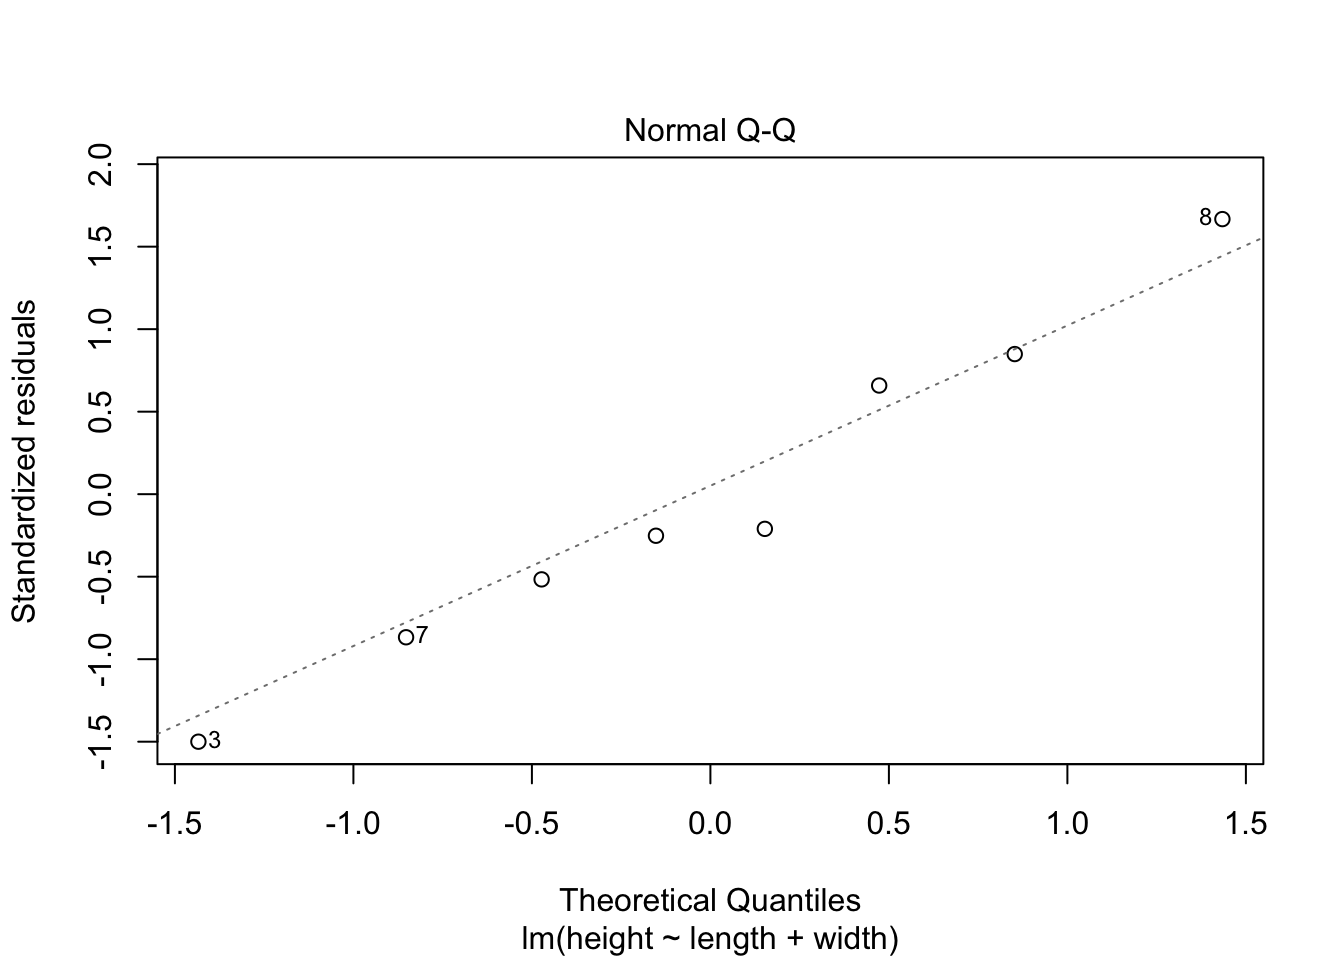 Normal Q-Q
Standardized residuals
2.0
1.5
1.0
0.5
0.0
-0.5
-1.0
-1.5
8
7
3
-1.5 -1.0 -0.5 0.0 0.5 1.0 1.5
Theoretical Quantiles
lm(height ~ length + width)